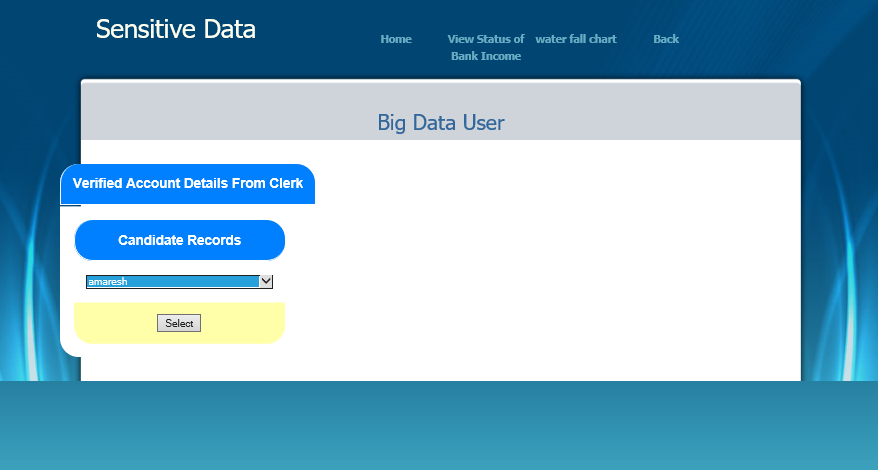 Sensitive Data
Home
View Status of
Bank Income
water fall chart
Back
Big Data User
Verified Account Details From Clerk
Candidate Records
amaresh
Select